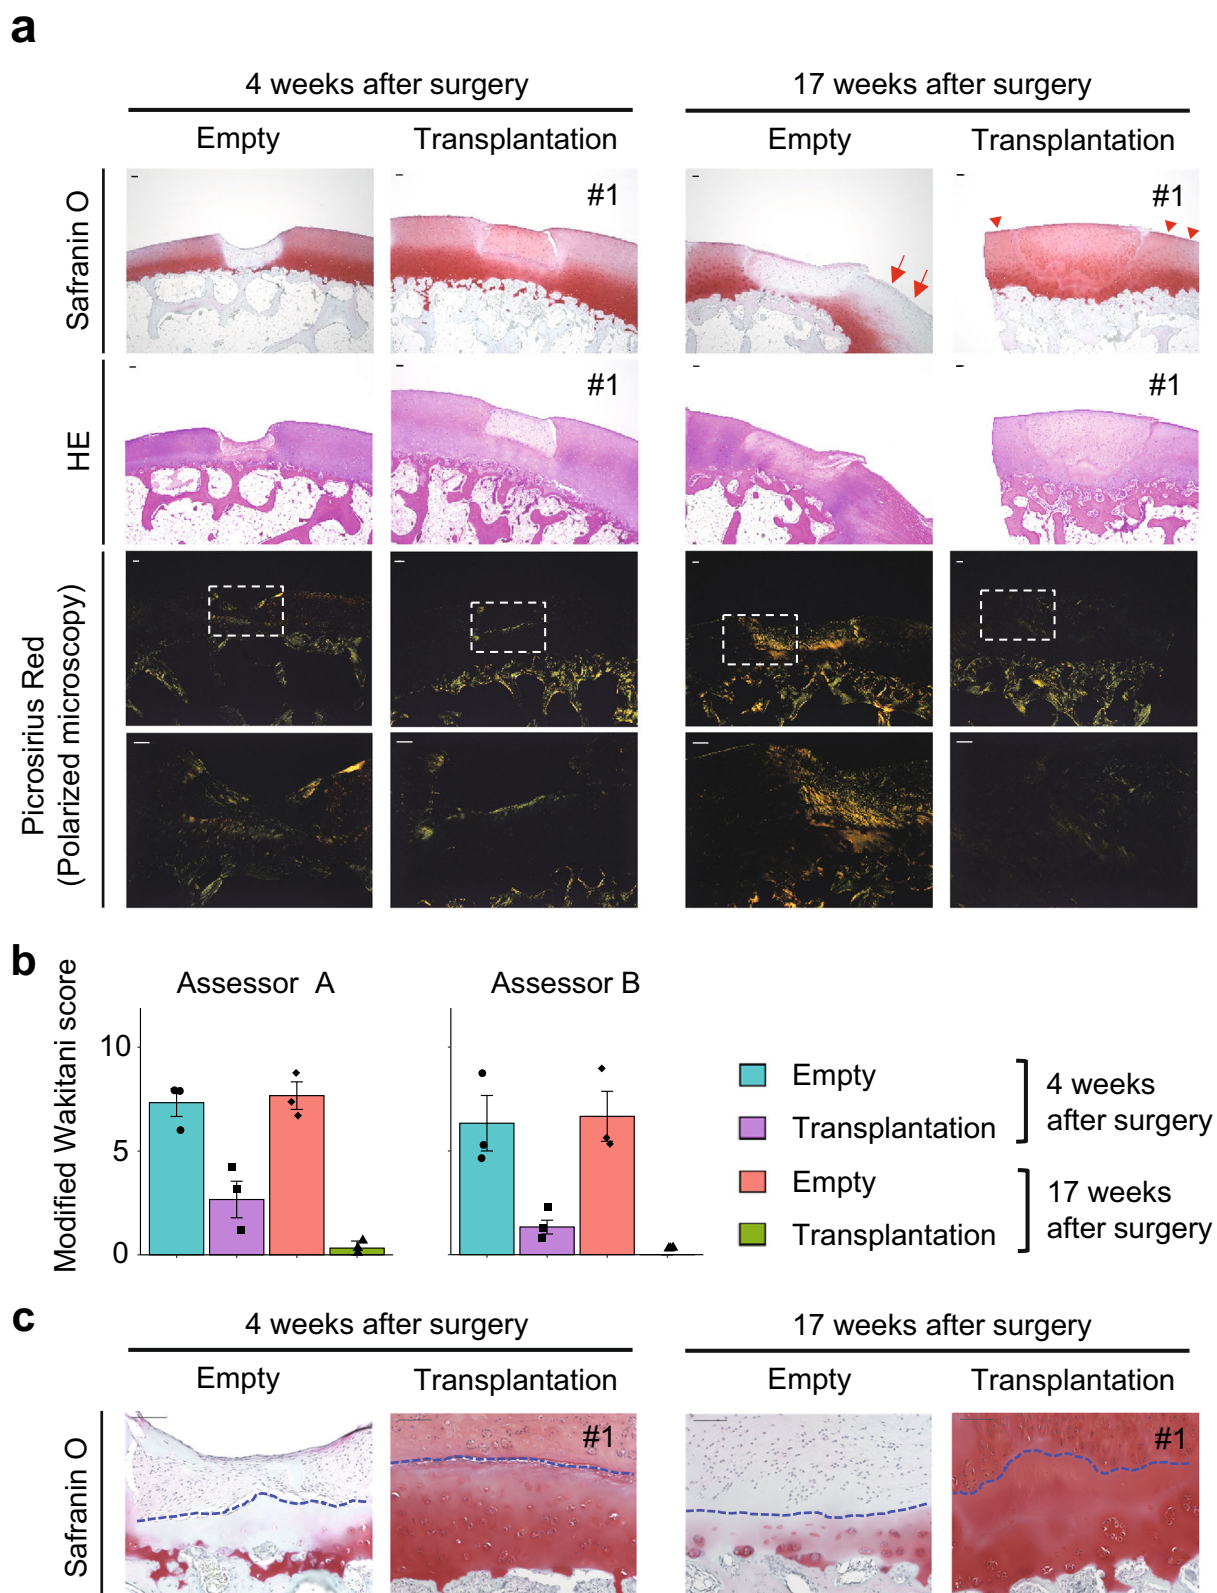 a
4 weeks after surgery
17 weeks after surgery
Empty
Transplantation
Empty
Transplantation
Safranin O
#1
#1
HE
#1
#1
Picrosirius Red
(Polarized microscopy)
b
Assessor A
Assessor B
Modified Wakitani score
10
5
0
Empty
Transplantation
4 weeks
after surgery
Empty
Transplantation
17 weeks
after surgery
c
4 weeks after surgery
17 weeks after surgery
Empty
Transplantation
Empty
Transplantation
Safranin O
#1
#1